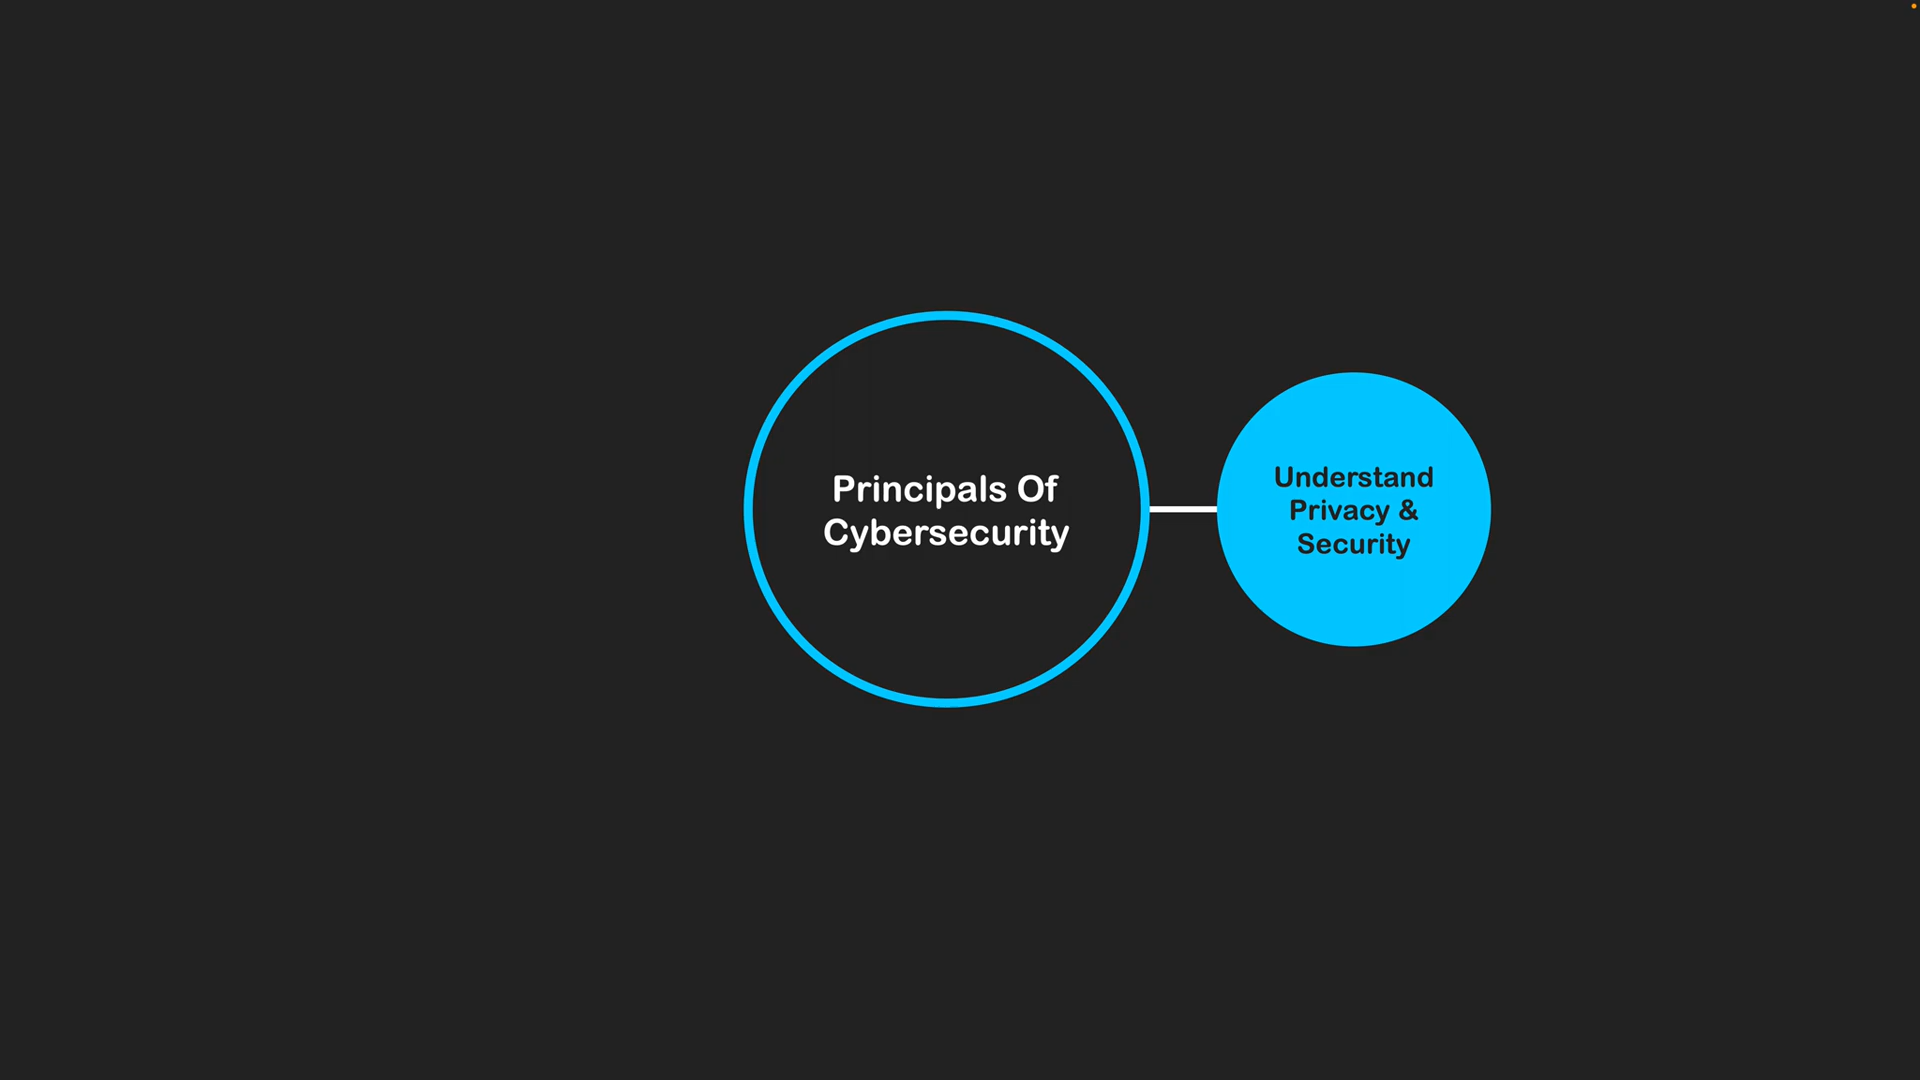 Principals Of
Cybersecurity
Understand
Privacy &
Security